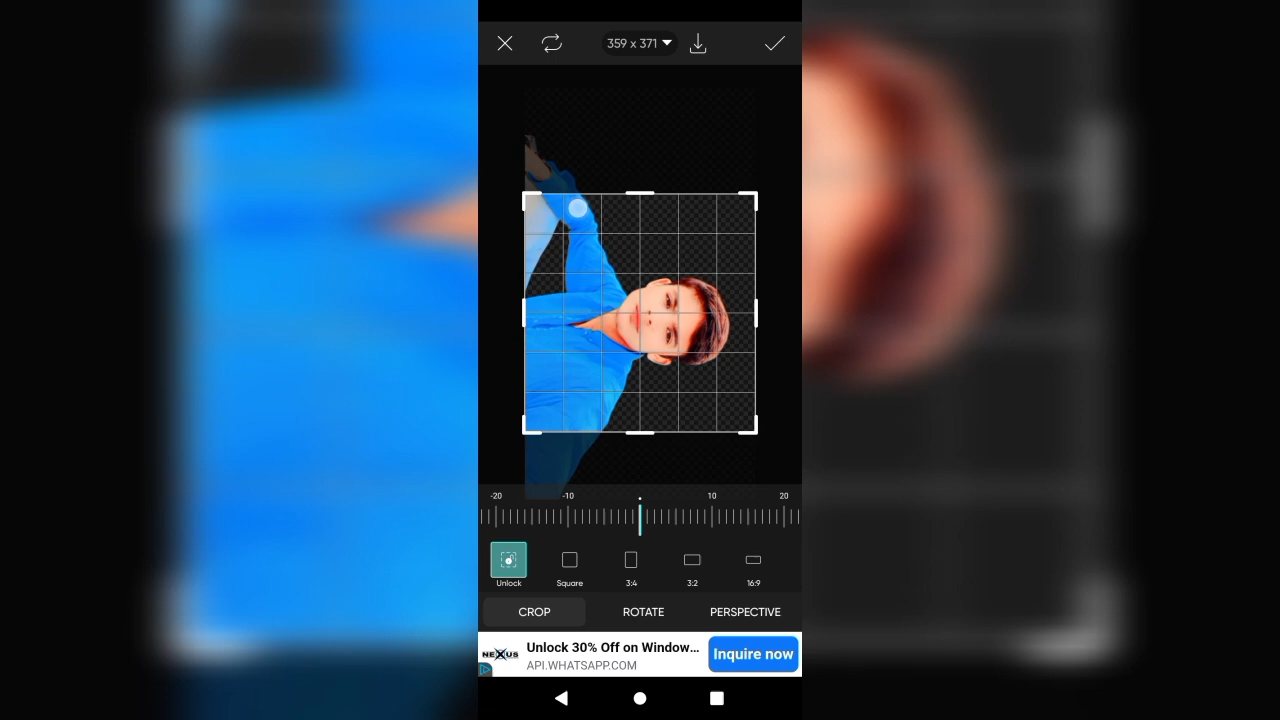 359 x 371
-20 -10 10 20
Unlock Square 3:4 3:2 16:9
CROP ROTATE PERSPECTIVE
NEXUS
Unlock 30% Off on Window...
API.WHATSAPP.COM
Inquire now